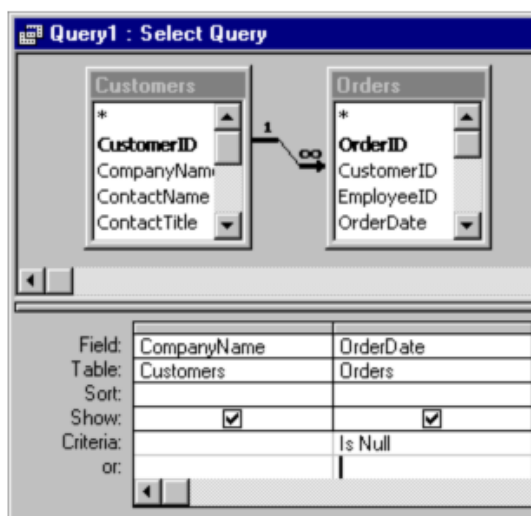 Query1 : Select Query
Customers
*
CustomerID
CompanyName
ContactName
ContactTitle
1
∞
Orders
*
OrderID
CustomerID
EmployeeID
OrderDate
Field: CompanyName OrderDate
Table: Customers Orders
Sort:
Show:
Criteria: Is Null
or: